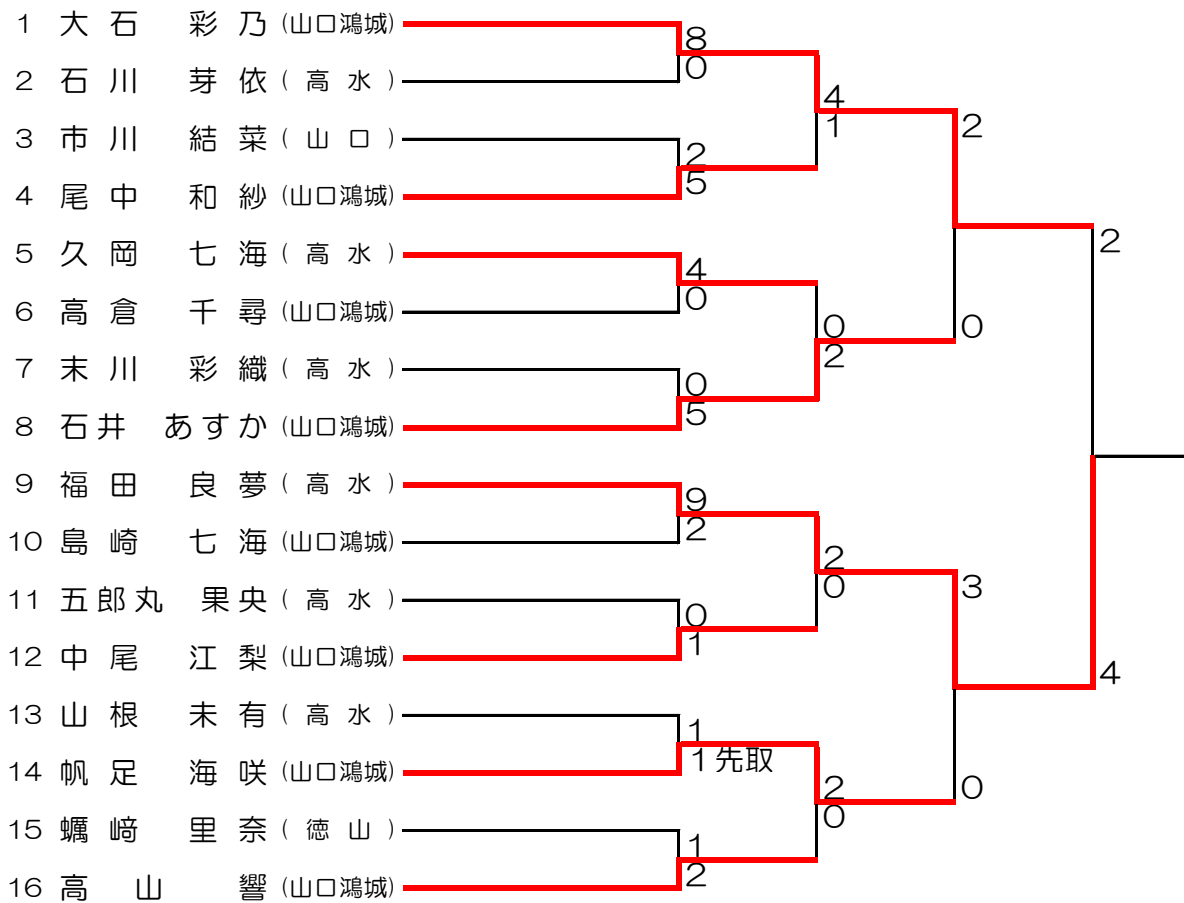 1 大石 彩乃 (山口鴻城)
8
0
2 石川 芽依 (高水)
4
1
2
3 市川 結菜 (山口)
2
5
4 尾中 和紗 (山口鴻城)
5 久岡 七海 (高水)
2
4
0
6 高倉 千尋 (山口鴻城)
0
2
0
7 末川 彩織 (高水)
0
5
8 石井 あすか (山口鴻城)
9 福田 良夢 (高水)
9
2
10 島崎 七海 (山口鴻城)
2
0
3
11 五郎丸 果央 (高水)
0
1
12 中尾 江梨 (山口鴻城)
4
13 山根 未有 (高水)
1
1先取
14 帆足 海咲 (山口鴻城)
2
0
0
15 蠣﨑 里奈 (徳山)
1
2
16 高山 響 (山口鴻城)